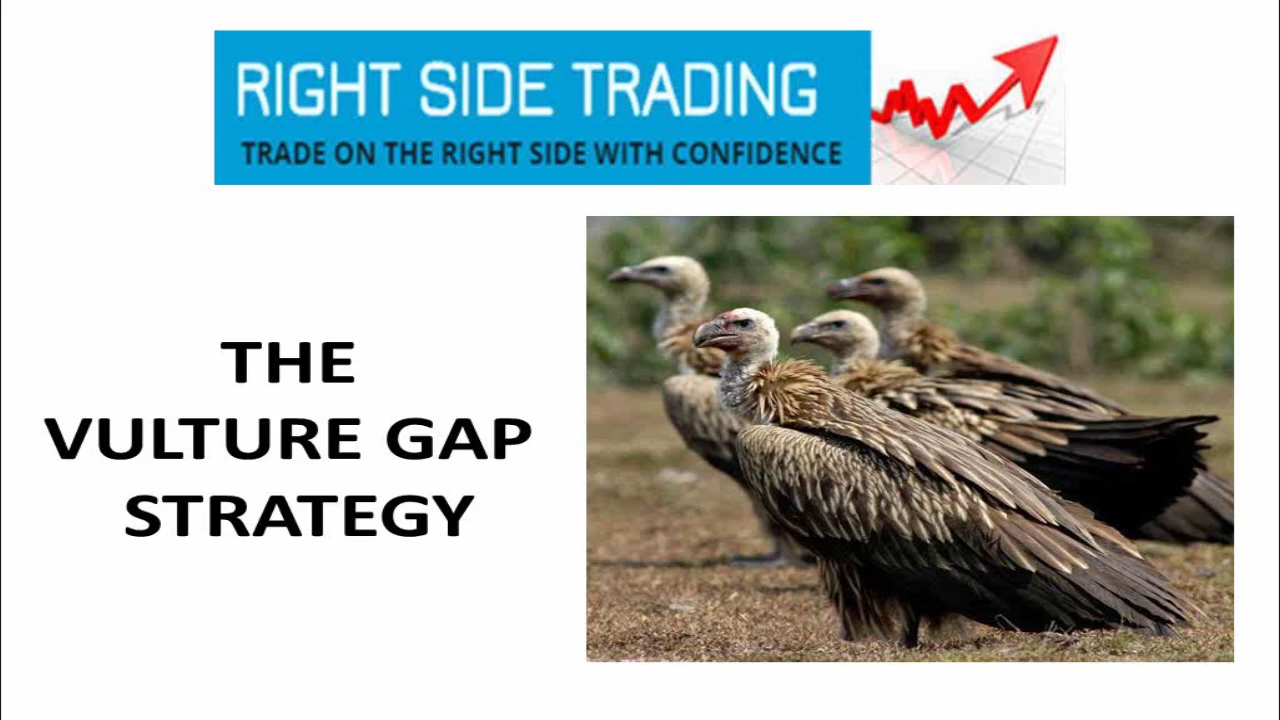 RIGHT SIDE TRADING
TRADE ON THE RIGHT SIDE WITH CONFIDENCE
THE
VULTURE GAP
STRATEGY